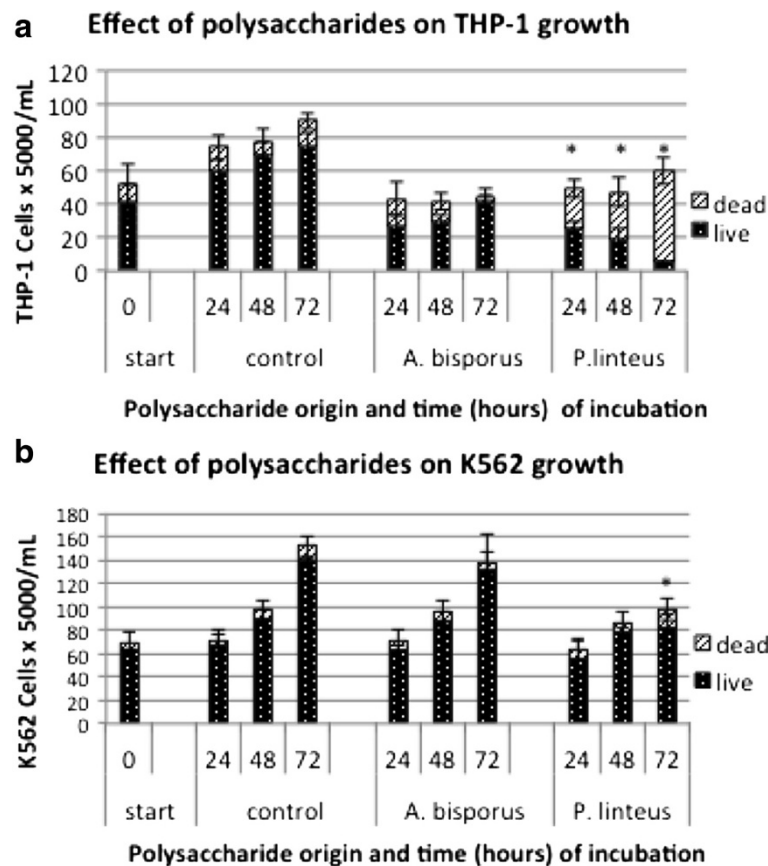 a
Effect of polysaccharides on THP-1 growth
THP-1 Cells x 5000/mL
120
100
80
60
40
20
0
* * *
dead
live
0 24 48 72 24 48 72 24 48 72
start control A. bisporus P.linteus
Polysaccharide origin and time (hours) of incubation
b
Effect of polysaccharides on K562 growth
K562 Cells x 5000/mL
180
160
140
120
100
80
60
40
20
0
*
dead
live
0 24 48 72 24 48 72 24 48 72
start control A. bisporus P. linteus
Polysaccharide origin and time (hours) of incubation